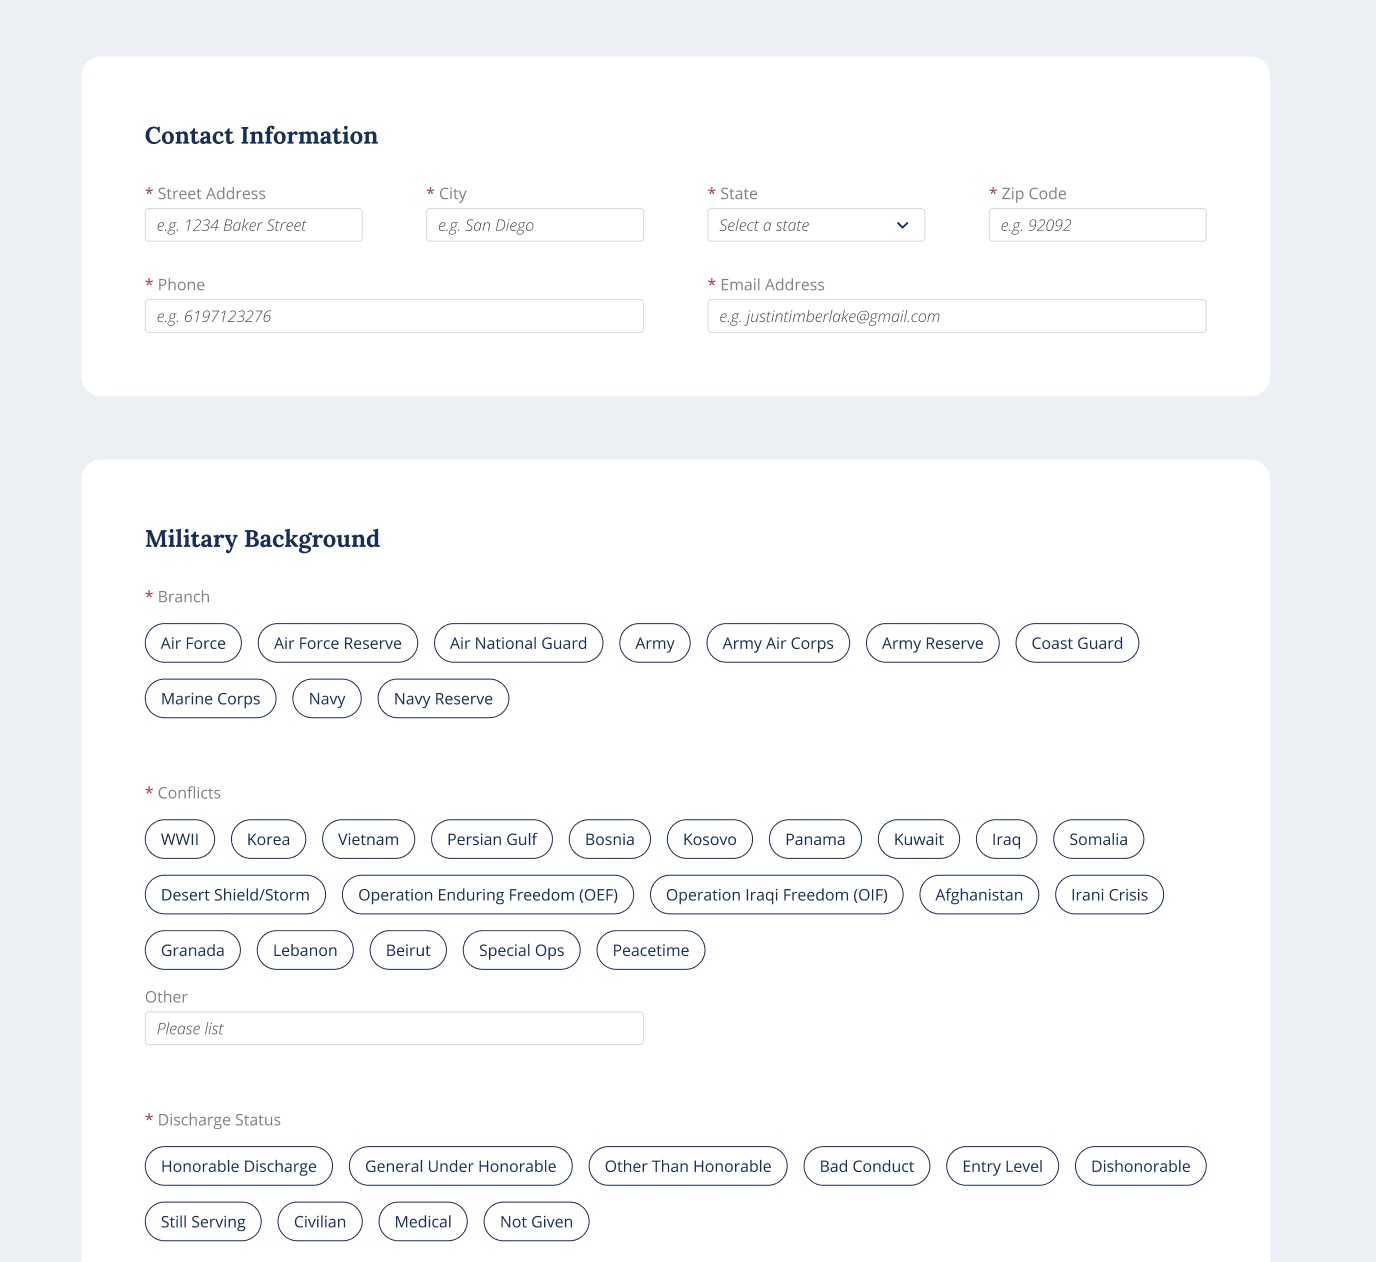 Contact Information
* Street Address * City * State * Zip Code
e.g. 1234 Baker Street e.g. San Diego Select a state e.g. 92092
* Phone * Email Address
e.g. 6197123276 e.g. justintimberlake@gmail.com
Military Background
* Branch
Air Force Air Force Reserve Air National Guard Army Army Air Corps Army Reserve Coast Guard
Marine Corps Navy Navy Reserve
* Conflicts
WWII Korea Vietnam Persian Gulf Bosnia Kosovo Panama Kuwait Iraq Somalia
Desert Shield/Storm Operation Enduring Freedom (OEF) Operation Iraqi Freedom (OIF) Afghanistan Irani Crisis
Granada Lebanon Beirut Special Ops Peacetime
Other
Please list
* Discharge Status
Honorable Discharge General Under Honorable Other Than Honorable Bad Conduct Entry Level Dishonorable
Still Serving Civilian Medical Not Given